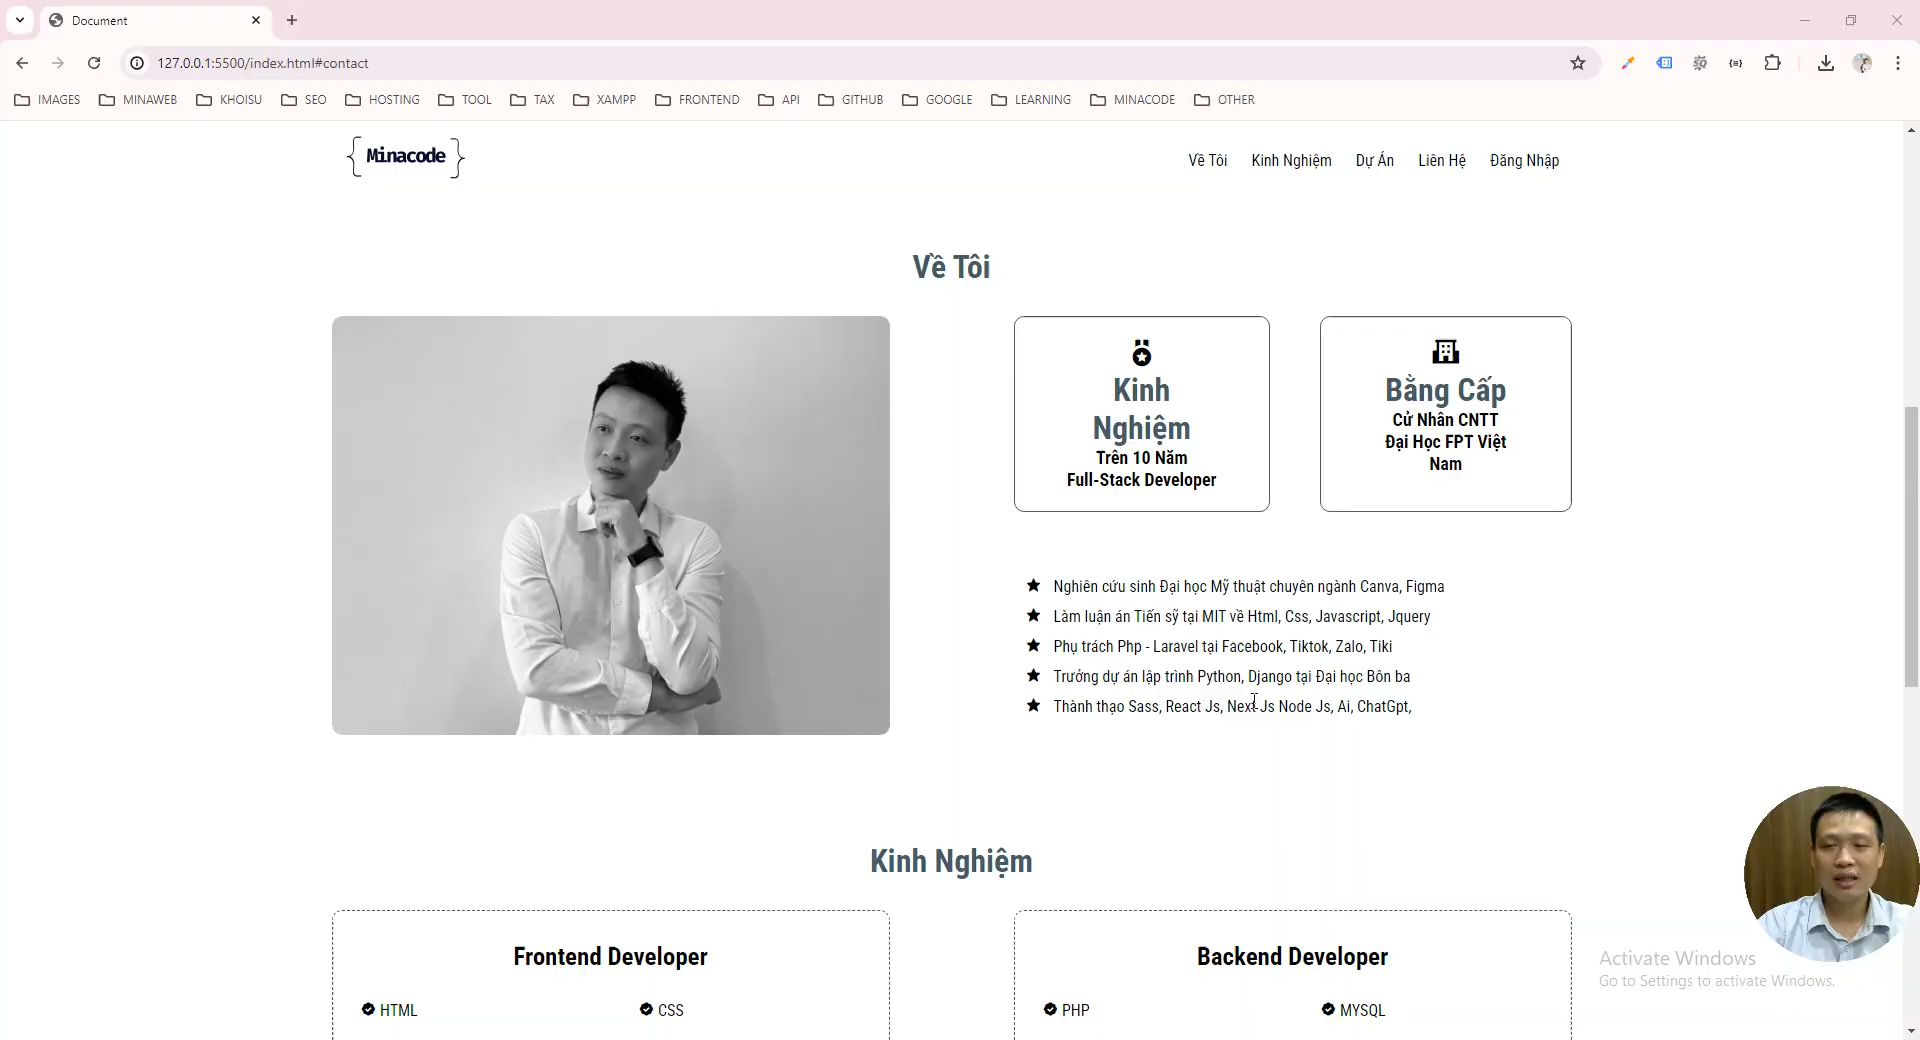 Document
127.0.0.1:5500/index.html#contact
IMAGES MINAWEB KHOISU SEO HOSTING TOOL TAX XAMPP FRONTEND API GITHUB GOOGLE LEARNING MINACODE OTHER
Minacode
Về Tôi Kinh Nghiệm Dự Án Liên Hệ Đăng Nhập
Về Tôi
Kinh
Nghiệm
Trên 10 Năm
Full-Stack Developer
Bằng Cấp
Cử Nhân CNTT
Đại Học FPT Việt
Nam
Nghiên cứu sinh Đại học Mỹ thuật chuyên ngành Canva, Figma
Làm luận án Tiến sỹ tại MIT về Html, Css, Javascript, Jquery
Phụ trách Php - Laravel tại Facebook, Tiktok, Zalo, Tiki
Trưởng dự án lập trình Python, Django tại Đại học Bôn ba
Thành thạo Sass, React Js, Next Js Node Js, Ai, ChatGpt,
Kinh Nghiệm
Frontend Developer
HTML CSS
Backend Developer
PHP MYSQL
Activate Windows
Go to Settings to activate Windows.